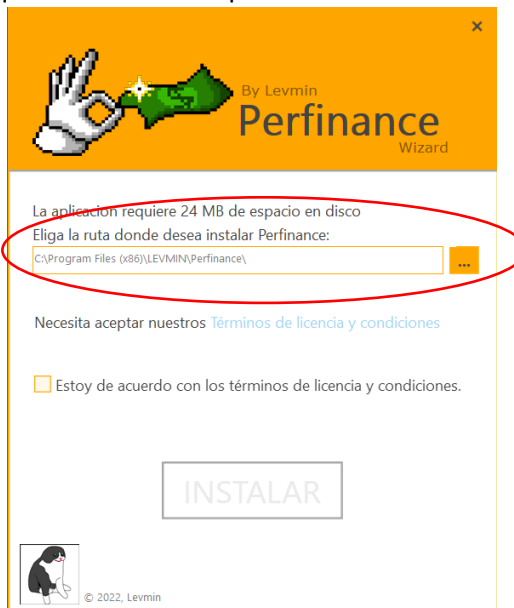 ×
By Levmin
Perfinance
Wizard
La aplicación requiere 24 MB de espacio en disco
Eliga la ruta donde desea instalar Perfinance:
C:\Program Files (x86)\LEVMIN\Perfinance\
...
Necesita aceptar nuestros Términos de licencia y condiciones
Estoy de acuerdo con los términos de licencia y condiciones.
INSTALAR
© 2022, Levmin